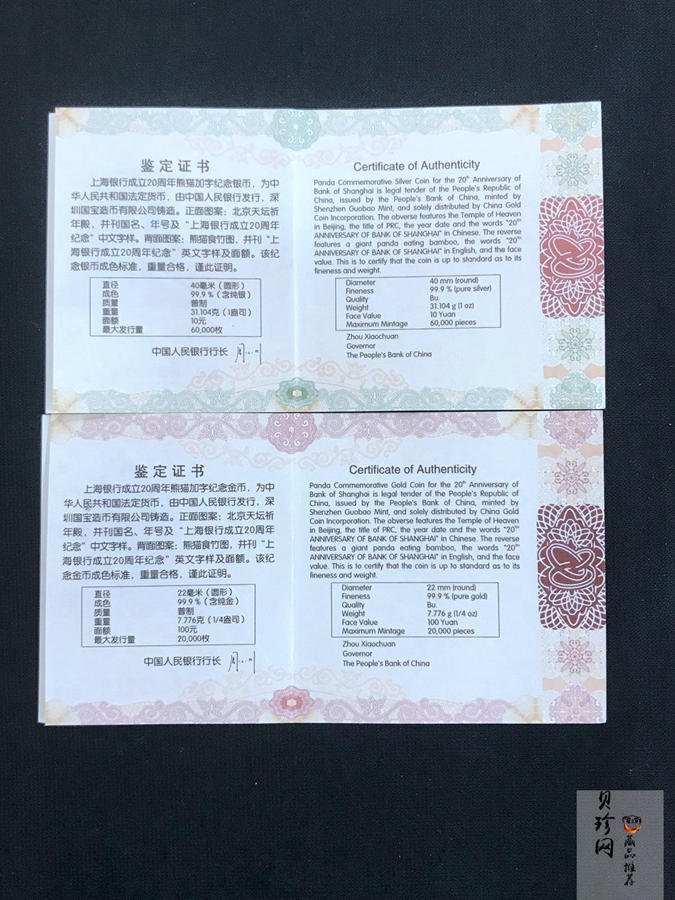 鉴定证书
上海银行成立20周年熊猫加字纪念银币，为中
华人民共和国法定货币，由中国人民银行发行，深
圳国宝造币有限公司铸造。正面图案：北京天坛祈
年殿，并刊国名、年号及“上海银行成立20周年
纪念”中文字样。背面图案：熊猫食竹图，并刊“上
海银行成立20周年纪念”英文字样及面额。该纪
念银币成色标准，重量合格，谨此证明。
直径 40毫米（圆形）
成色 99.9％（含纯银）
质量 普制
重量 31.104克（1盎司）
面额 10元
最大发行量 60,000枚
中国人民银行行长
Certificate of Authenticity
Panda Commemorative Silver Coin for the 20th Anniversary of
Bank of Shanghai is legal tender of the People's Republic of
China, issued by the People's Bank of China, minted by
Shenzhen Guobao Mint, and solely distributed by China Gold
Coin Incorporation. The obverse features the Temple of Heaven
in Beijing, the title of PRC, the year date and the words "20th
ANNIVERSARY OF BANK OF SHANGHAI" in Chinese. The reverse
features a giant panda eating bamboo, the words "20th
ANNIVERSARY OF BANK OF SHANGHAI" in English, and the face
value. This is to certify that the coin is up to standard as to its
fineness and weight.
Diameter 40 mm (round)
Fineness 99.9 % (pure silver)
Quality Bu.
Weight 31.104 g (1 oz)
Face Value 10 Yuan
Maximum Mintage 60,000 pieces
Zhou Xiaochuan
Governor
The People's Bank of China
鉴定证书
上海银行成立20周年熊猫加字纪念金币，为中
华人民共和国法定货币，由中国人民银行发行，深
圳国宝造币有限公司铸造。正面图案：北京天坛祈
年殿，并刊国名、年号及“上海银行成立20周年
纪念”中文字样。背面图案：熊猫食竹图，并刊“上
海银行成立20周年纪念”英文字样及面额。该纪
念金币成色标准，重量合格，谨此证明。
直径 22毫米（圆形）
成色 99.9％（含纯金）
质量 普制
重量 7.776克（1/4盎司）
面额 100元
最大发行量 20,000枚
中国人民银行行长
Certificate of Authenticity
Panda Commemorative Gold Coin for the 20th Anniversary of
Bank of Shanghai is legal tender of the People's Republic of
China, issued by the People's Bank of China, minted by
Shenzhen Guobao Mint, and solely distributed by China Gold
Coin Incorporation. The obverse features the Temple of Heaven
in Beijing, the title of PRC, the year date and the words "20th
ANNIVERSARY OF BANK OF SHANGHAI" in Chinese. The reverse
features a giant panda eating bamboo, the words "20th
ANNIVERSARY OF BANK OF SHANGHAI" in English, and the face
value. This is to certify that the coin is up to standard as to its
fineness and weight.
Diameter 22 mm (round)
Fineness 99.9 % (pure gold)
Quality Bu.
Weight 7.776 g (1/4 oz)
Face Value 100 Yuan
Maximum Mintage 20,000 pieces
Zhou Xiaochuan
Governor
The People's Bank of China
贝珍网
藏品推荐